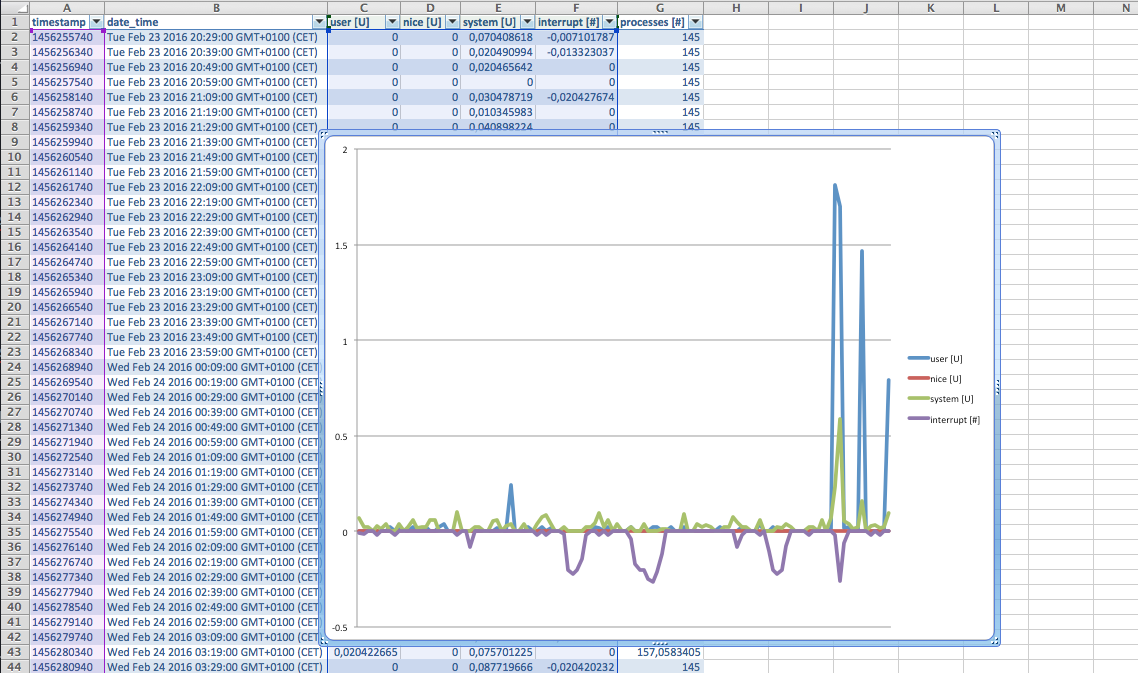 A B C D E F G H I J K L M N
1 timestamp date_time user [U] nice [U] system [U] interrupt [#] processes [#]
2 1456255740 Tue Feb 23 2016 20:29:00 GMT+0100 (CET) 0 0 0,070408618 -0,007101787 145
3 1456256340 Tue Feb 23 2016 20:39:00 GMT+0100 (CET) 0 0 0,020490994 -0,013323037 145
4 1456256940 Tue Feb 23 2016 20:49:00 GMT+0100 (CET) 0 0 0,020465642 0 145
5 1456257540 Tue Feb 23 2016 20:59:00 GMT+0100 (CET) 0 0 0 0 145
6 1456258140 Tue Feb 23 2016 21:09:00 GMT+0100 (CET) 0 0 0,030478719 -0,020427674 145
7 1456258740 Tue Feb 23 2016 21:19:00 GMT+0100 (CET) 0 0 0,010345983 0 145
8 1456259340 Tue Feb 23 2016 21:29:00 GMT+0100 (CET) 0 0 0,040898224 0 145
9 1456259940 Tue Feb 23 2016 21:39:00 GMT+0100 (CET)
10 1456260540 Tue Feb 23 2016 21:49:00 GMT+0100 (CET)
11 1456261140 Tue Feb 23 2016 21:59:00 GMT+0100 (CET)
12 1456261740 Tue Feb 23 2016 22:09:00 GMT+0100 (CET)
13 1456262340 Tue Feb 23 2016 22:19:00 GMT+0100 (CET)
14 1456262940 Tue Feb 23 2016 22:29:00 GMT+0100 (CET)
15 1456263540 Tue Feb 23 2016 22:39:00 GMT+0100 (CET)
16 1456264140 Tue Feb 23 2016 22:49:00 GMT+0100 (CET)
17 1456264740 Tue Feb 23 2016 22:59:00 GMT+0100 (CET)
18 1456265340 Tue Feb 23 2016 23:09:00 GMT+0100 (CET)
19 1456265940 Tue Feb 23 2016 23:19:00 GMT+0100 (CET)
20 1456266540 Tue Feb 23 2016 23:29:00 GMT+0100 (CET)
21 1456267140 Tue Feb 23 2016 23:39:00 GMT+0100 (CET)
22 1456267740 Tue Feb 23 2016 23:49:00 GMT+0100 (CET)
23 1456268340 Tue Feb 23 2016 23:59:00 GMT+0100 (CET)
24 1456268940 Wed Feb 24 2016 00:09:00 GMT+0100 (CET
25 1456269540 Wed Feb 24 2016 00:19:00 GMT+0100 (CET
26 1456270140 Wed Feb 24 2016 00:29:00 GMT+0100 (CET
27 1456270740 Wed Feb 24 2016 00:39:00 GMT+0100 (CET
28 1456271340 Wed Feb 24 2016 00:49:00 GMT+0100 (CET
29 1456271940 Wed Feb 24 2016 00:59:00 GMT+0100 (CET
30 1456272540 Wed Feb 24 2016 01:09:00 GMT+0100 (CET
31 1456273140 Wed Feb 24 2016 01:19:00 GMT+0100 (CET
32 1456273740 Wed Feb 24 2016 01:29:00 GMT+0100 (CET
33 1456274340 Wed Feb 24 2016 01:39:00 GMT+0100 (CET
34 1456274940 Wed Feb 24 2016 01:49:00 GMT+0100 (CET
35 1456275540 Wed Feb 24 2016 01:59:00 GMT+0100 (CET
36 1456276140 Wed Feb 24 2016 02:09:00 GMT+0100 (CET
37 1456276740 Wed Feb 24 2016 02:19:00 GMT+0100 (CET
38 1456277340 Wed Feb 24 2016 02:29:00 GMT+0100 (CET
39 1456277940 Wed Feb 24 2016 02:39:00 GMT+0100 (CET
40 1456278540 Wed Feb 24 2016 02:49:00 GMT+0100 (CET
41 1456279140 Wed Feb 24 2016 02:59:00 GMT+0100 (CET
42 1456279740 Wed Feb 24 2016 03:09:00 GMT+0100 (CET
43 1456280340 Wed Feb 24 2016 03:19:00 GMT+0100 (CET) 0,020422665 0 0,075701225 0 157,0583405
44 1456280940 Wed Feb 24 2016 03:29:00 GMT+0100 (CET) 0 0 0,087719666 -0,020420232 145
2
1.5
1
0.5
0
-0.5
user [U]
nice [U]
system [U]
interrupt [#]